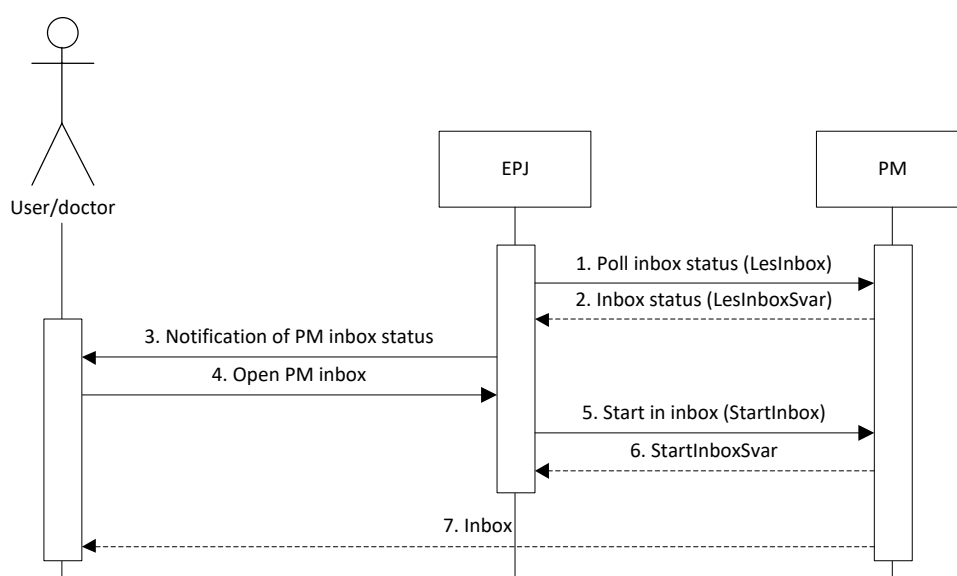 User/doctor
EPJ
PM
1. Poll inbox status (LesInbox)
2. Inbox status (LesInboxSvar)
3. Notification of PM inbox status
4. Open PM inbox
5. Start in inbox (StartInbox)
6. StartInboxSvar
7. Inbox